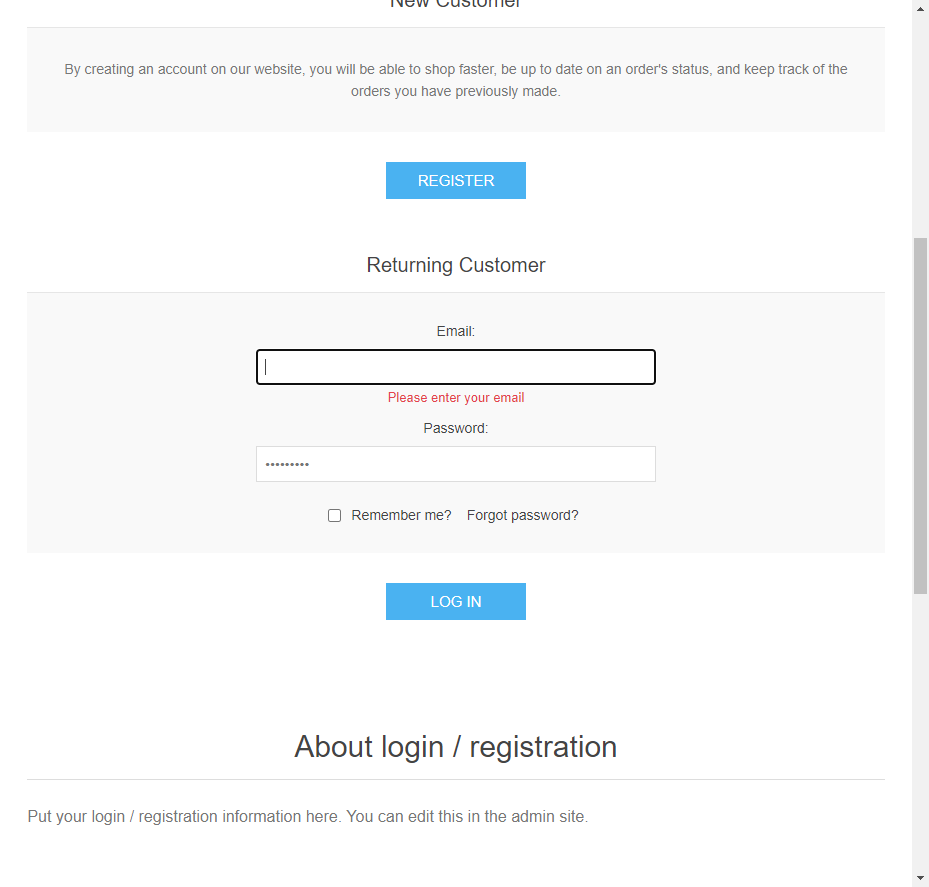 New Customer
By creating an account on our website, you will be able to shop faster, be up to date on an order's status, and keep track of the
orders you have previously made.
REGISTER
Returning Customer
Email:
Please enter your email
Password:
•••••••••
Remember me? Forgot password?
LOG IN
About login / registration
Put your login / registration information here. You can edit this in the admin site.